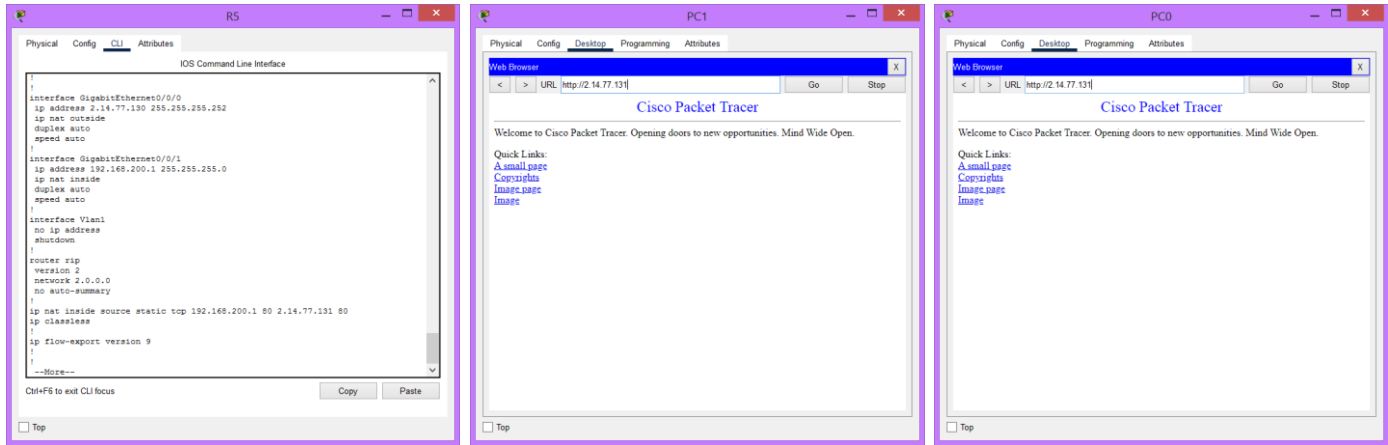 R5
Physical Config CLI Attributes
IOS Command Line Interface
!
!
interface GigabitEthernet0/0/0
ip address 2.14.77.130 255.255.255.252
ip nat outside
duplex auto
speed auto
!
interface GigabitEthernet0/0/1
ip address 192.168.200.1 255.255.255.0
ip nat inside
duplex auto
speed auto
!
interface Vlan1
no ip address
shutdown
!
router rip
version 2
network 2.0.0.0
no auto-summary
!
ip nat inside source static tcp 192.168.200.1 80 2.14.77.131 80
ip classless
!
ip flow-export version 9
!
!
--More--
Ctrl+F6 to exit CLI focus
Copy Paste
Top
PC1
Physical Config Desktop Programming Attributes
Web Browser X
< > URL http://2.14.77.131 Go Stop
Cisco Packet Tracer
Welcome to Cisco Packet Tracer. Opening doors to new opportunities. Mind Wide Open.
Quick Links:
A small page
Copyrights
Image page
Image
Top
PC0
Physical Config Desktop Programming Attributes
Web Browser X
< > URL http://2.14.77.131 Go Stop
Cisco Packet Tracer
Welcome to Cisco Packet Tracer. Opening doors to new opportunities. Mind Wide Open.
Quick Links:
A small page
Copyrights
Image page
Image
Top